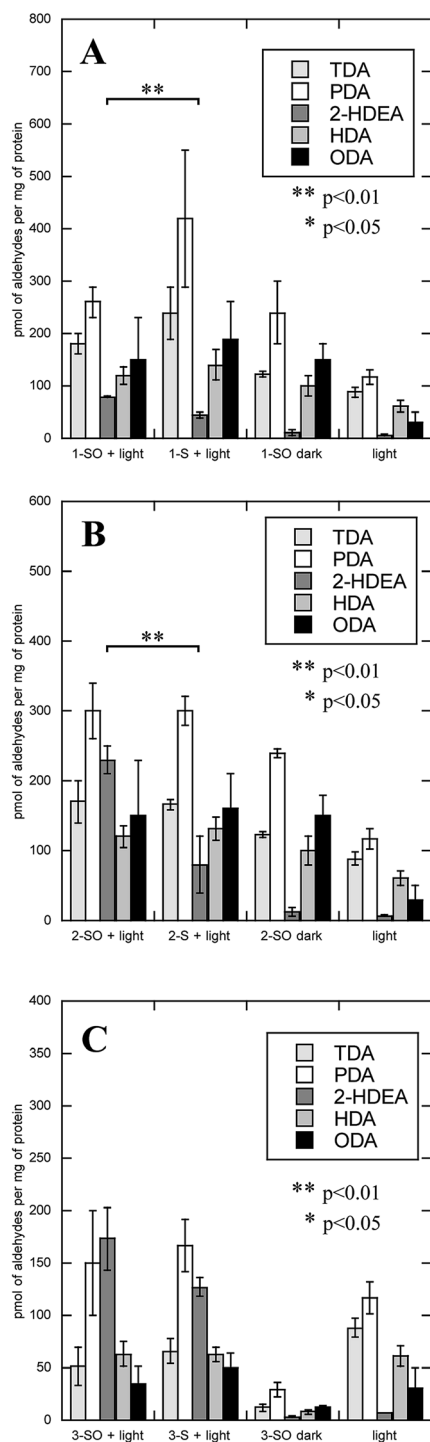 A
800
700
600
500
400
300
200
100
0
pmol of aldehydes per mg of protein
**
TDA
PDA
2-HDEA
HDA
ODA
** p<0.01
* p<0.05
1-SO + light 1-S + light 1-SO dark light
B
600
500
400
300
200
100
0
pmol of aldehydes per mg of protein
**
TDA
PDA
2-HDEA
HDA
ODA
** p<0.01
* p<0.05
2-SO + light 2-S + light 2-SO dark light
C
400
350
300
250
200
150
100
50
0
pmol of aldehydes per mg of protein
TDA
PDA
2-HDEA
HDA
ODA
** p<0.01
* p<0.05
3-SO + light 3-S + light 3-SO dark light